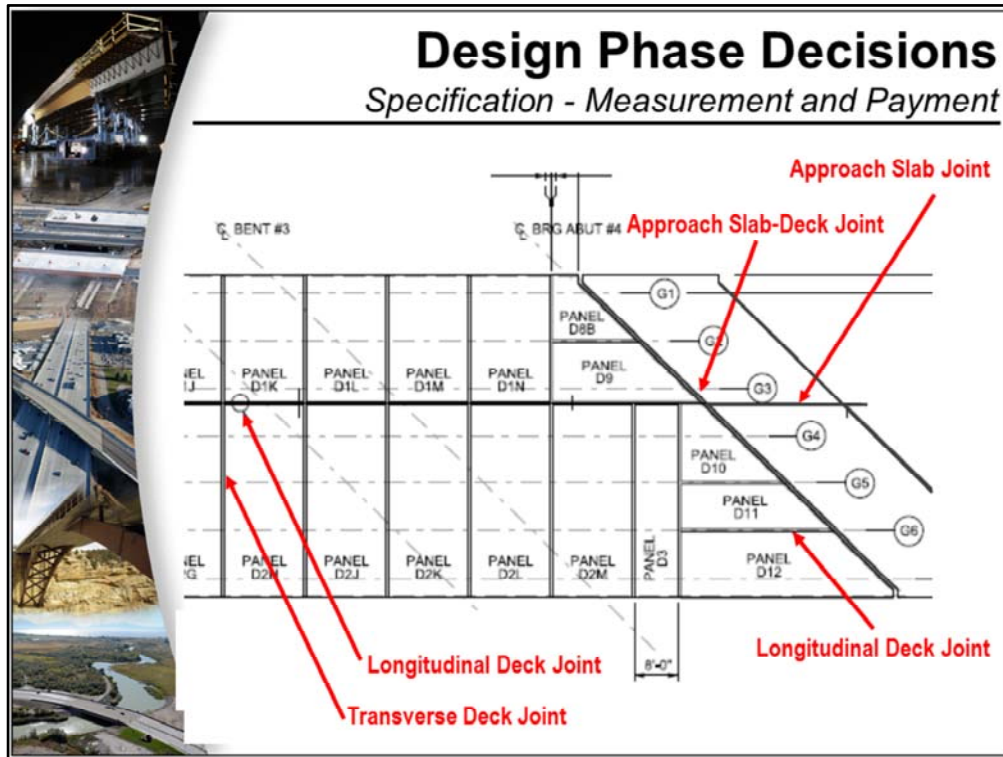 Design Phase Decisions
Specification - Measurement and Payment
Approach Slab Joint
Approach Slab-Deck Joint
℄ BENT #3
℄ BRG ABUT #4
G1
PANEL
D8B
G2
PANEL
D9
G3
1J
PANEL
D1K
PANEL
D1L
PANEL
D1M
PANEL
D1N
G4
PANEL
D10
G5
PANEL
D11
G6
PANEL
D2H
PANEL
D2J
PANEL
D2K
PANEL
D2L
PANEL
D2M
PANEL
D3
PANEL
D12
8'-0"
Longitudinal Deck Joint
Longitudinal Deck Joint
Transverse Deck Joint